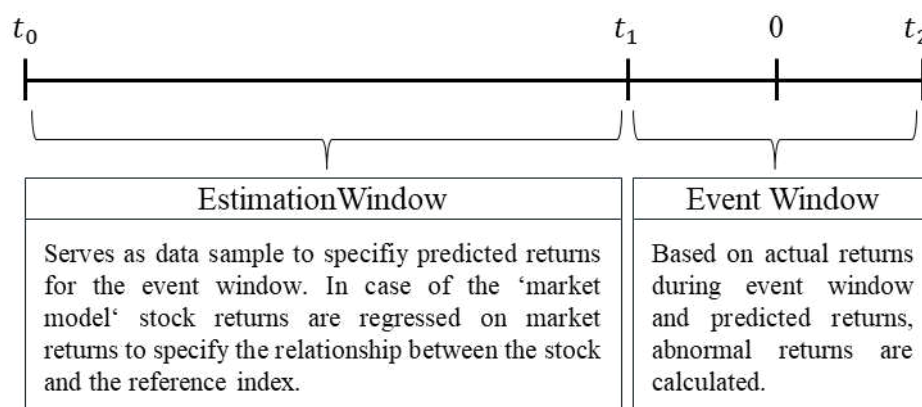 t₀ t₁ 0 t₂
EstimationWindow
Serves as data sample to specifiy predicted returns
for the event window. In case of the ‘market
model‘ stock returns are regressed on market
returns to specify the relationship between the stock
and the reference index.
Event Window
Based on actual returns
during event window
and predicted returns,
abnormal returns are
calculated.